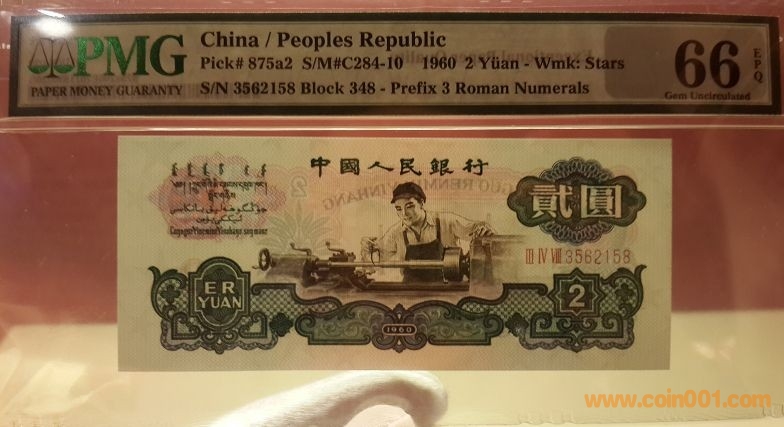 PMG
PAPER MONEY GUARANTY
China / Peoples Republic
Pick# 875a2 S/M#C284-10 1960 2 Yüan - Wmk: Stars
S/N 3562158 Block 348 - Prefix 3 Roman Numerals
66 EPQ
Gem Uncirculated
中國人民銀行
貳圓
III IV VIII 3562158
ER
YUAN
2
1960
www.coin001.com